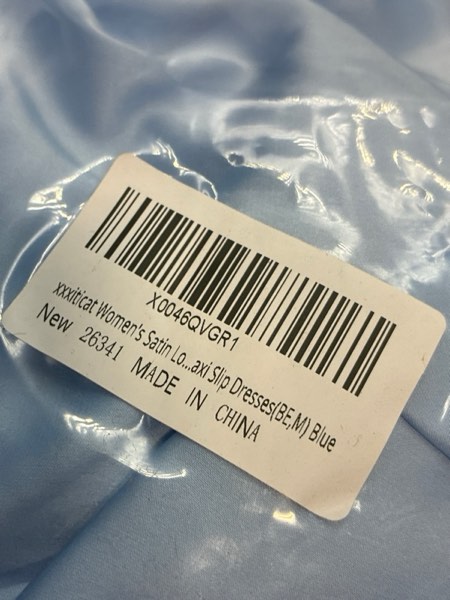 X0046QVGR1
xxxiticat Women's Satin Lo...axi Slip Dresses(BE,M) Blue
New 26341 MADE IN CHINA